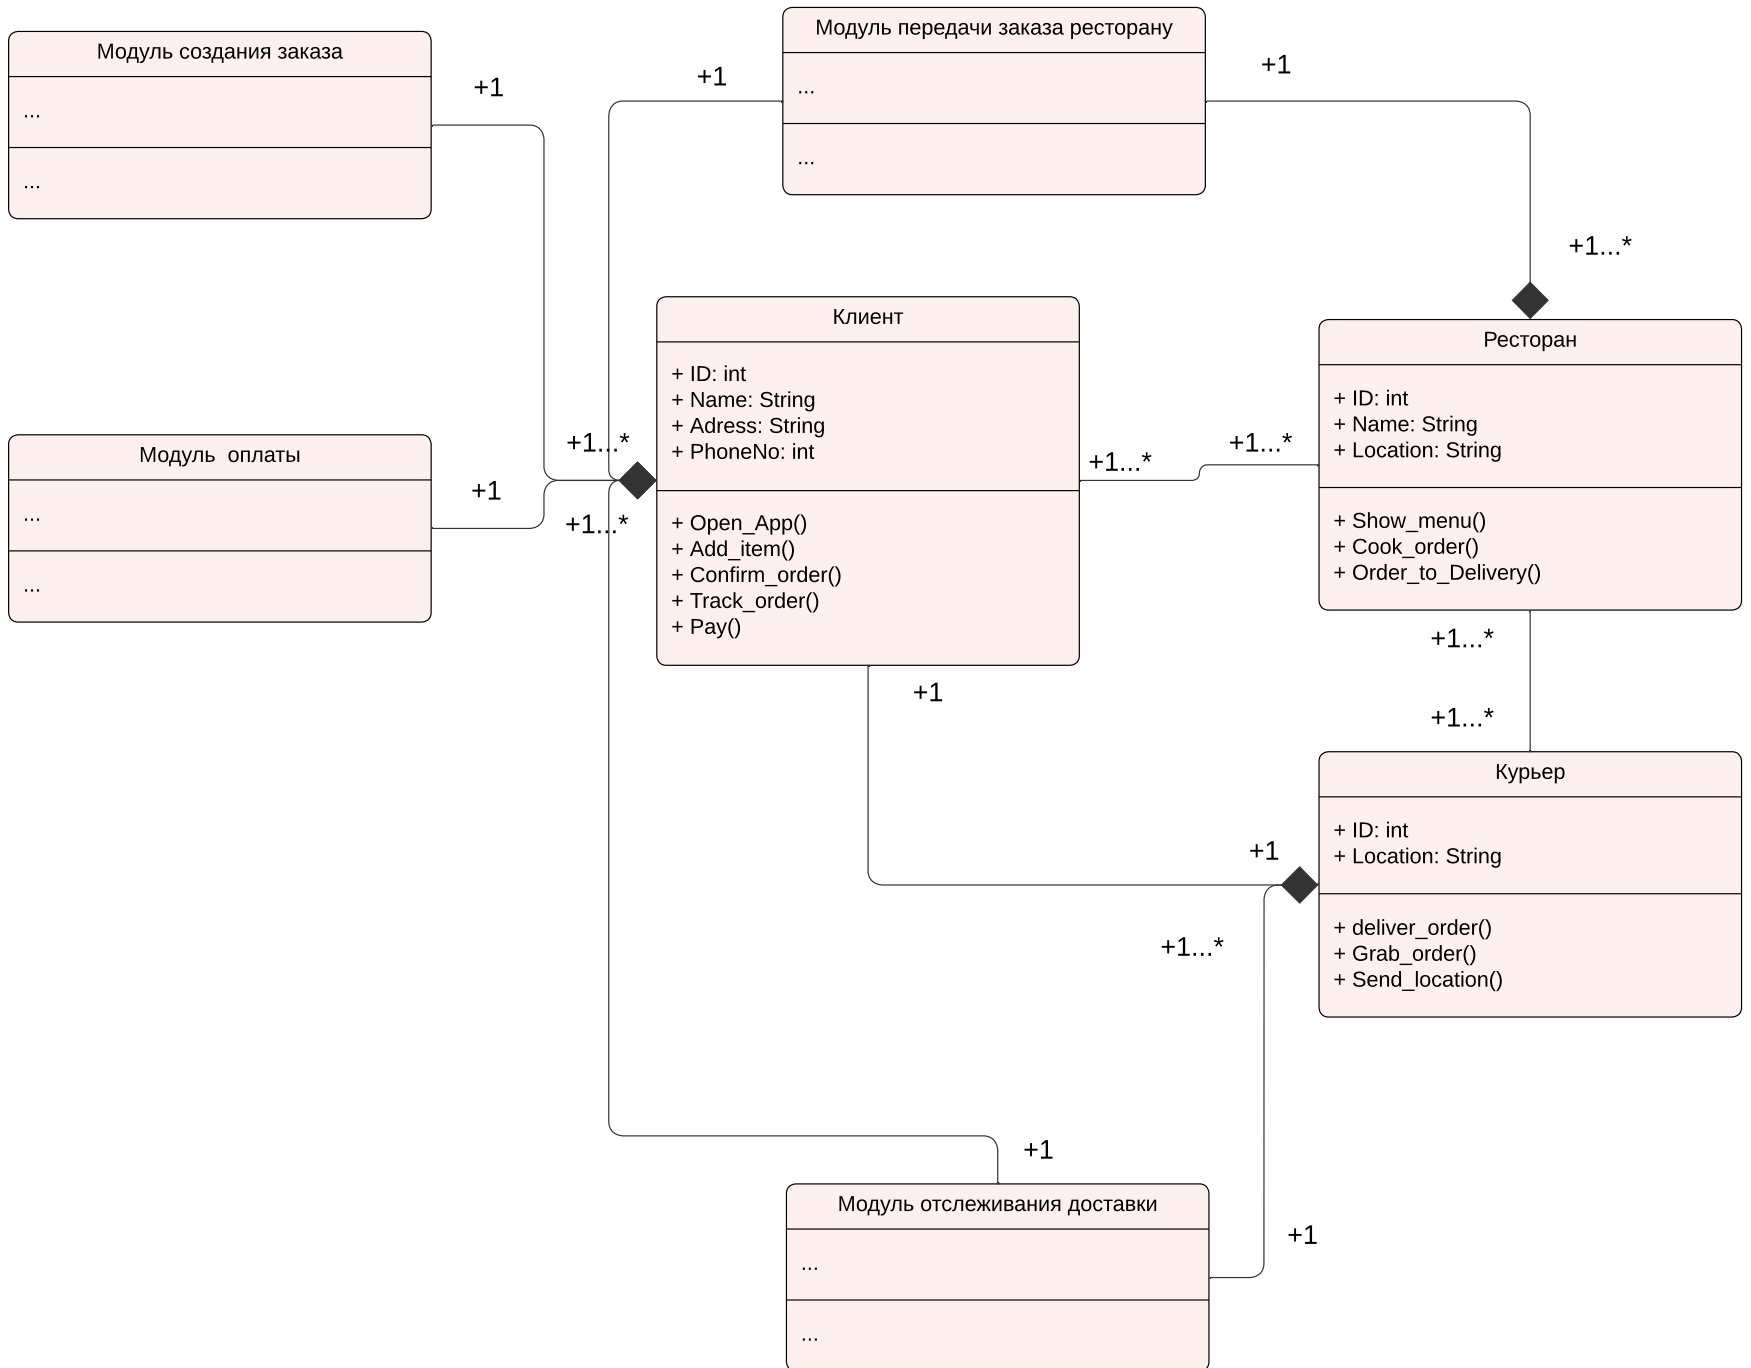 Модуль создания заказа
...
...
+1
+1
Модуль передачи заказа ресторану
...
...
+1
+1...*
Клиент
+ ID: int
+ Name: String
+ Adress: String
+ PhoneNo: int
+ Open_App()
+ Add_item()
+ Confirm_order()
+ Track_order()
+ Pay()
Ресторан
+ ID: int
+ Name: String
+ Location: String
+ Show_menu()
+ Cook_order()
+ Order_to_Delivery()
Модуль  оплаты
...
...
+1
+1...*
+1...*
+1...*
+1...*
+1...*
+1...*
+1
+1
+1...*
Курьер
+ ID: int
+ Location: String
+ deliver_order()
+ Grab_order()
+ Send_location()
+1
Модуль отслеживания доставки
...
...
+1